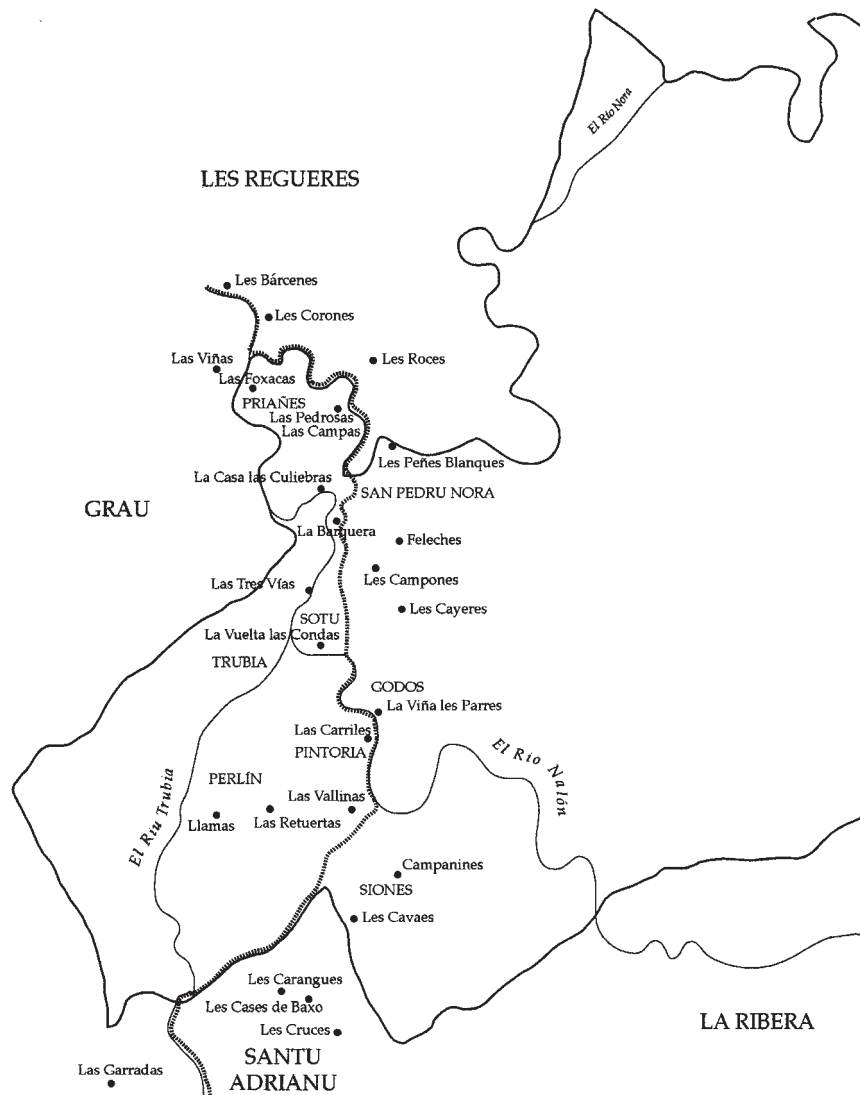 El Río Nora
LES REGUERES
Les Bárcenes
Les Corones
Las Viñas
Les Roces
Las Foxacas
PRIAÑES
Las Pedrosas
Las Campas
Les Peñes Blanques
La Casa las Culiebras
SAN PEDRU NORA
GRAU
La Barquera
Feleches
Les Campones
Las Tres Vías
Les Cayeres
SOTU
La Vuelta las Condas
TRUBIA
GODOS
La Viña les Parres
Las Carriles
PINTORIA
El Río Nalón
El Riu Trubia
PERLÍN
Las Vallinas
Llamas
Las Retuertas
Campanines
SIONES
Les Cavaes
Les Carangues
Les Cases de Baxo
Les Cruces
LA RIBERA
SANTU
ADRIANU
Las Garradas